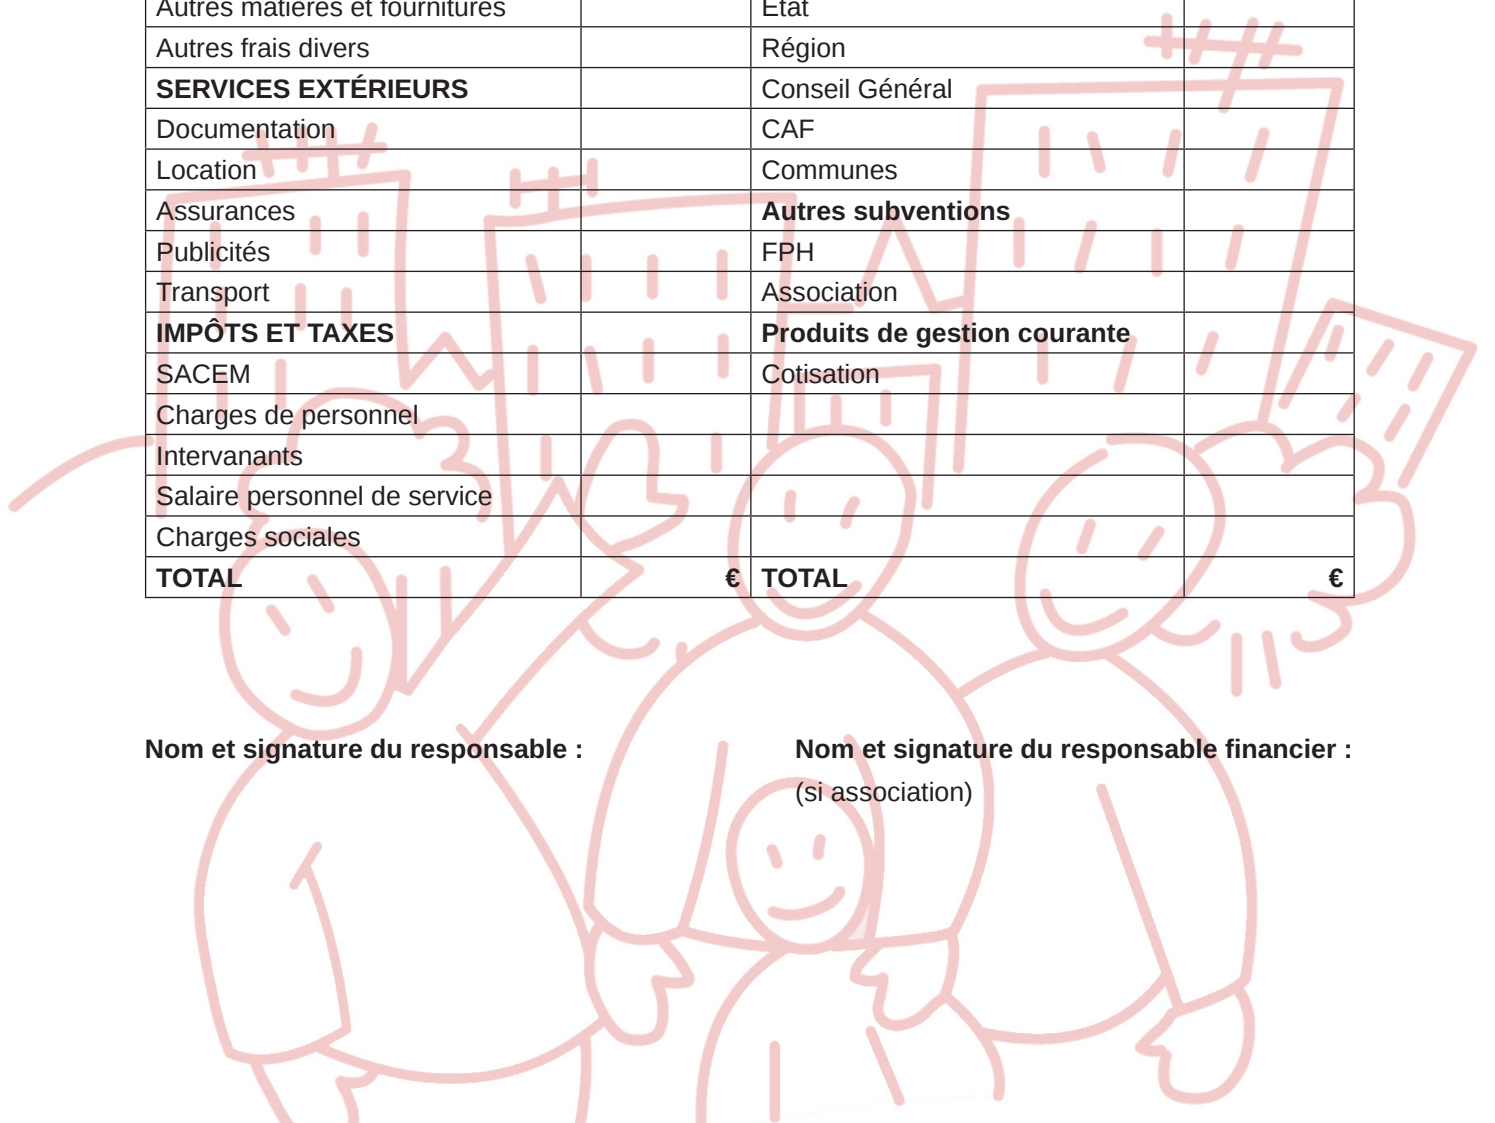 Autres matières et fournitures État
Autres frais divers Région
SERVICES EXTÉRIEURS Conseil Général
Documentation CAF
Location Communes
Assurances Autres subventions
Publicités FPH
Transport Association
IMPÔTS ET TAXES Produits de gestion courante
SACEM Cotisation
Charges de personnel
Intervanants
Salaire personnel de service
Charges sociales
TOTAL € TOTAL €
Nom et signature du responsable : Nom et signature du responsable financier :
(si association)